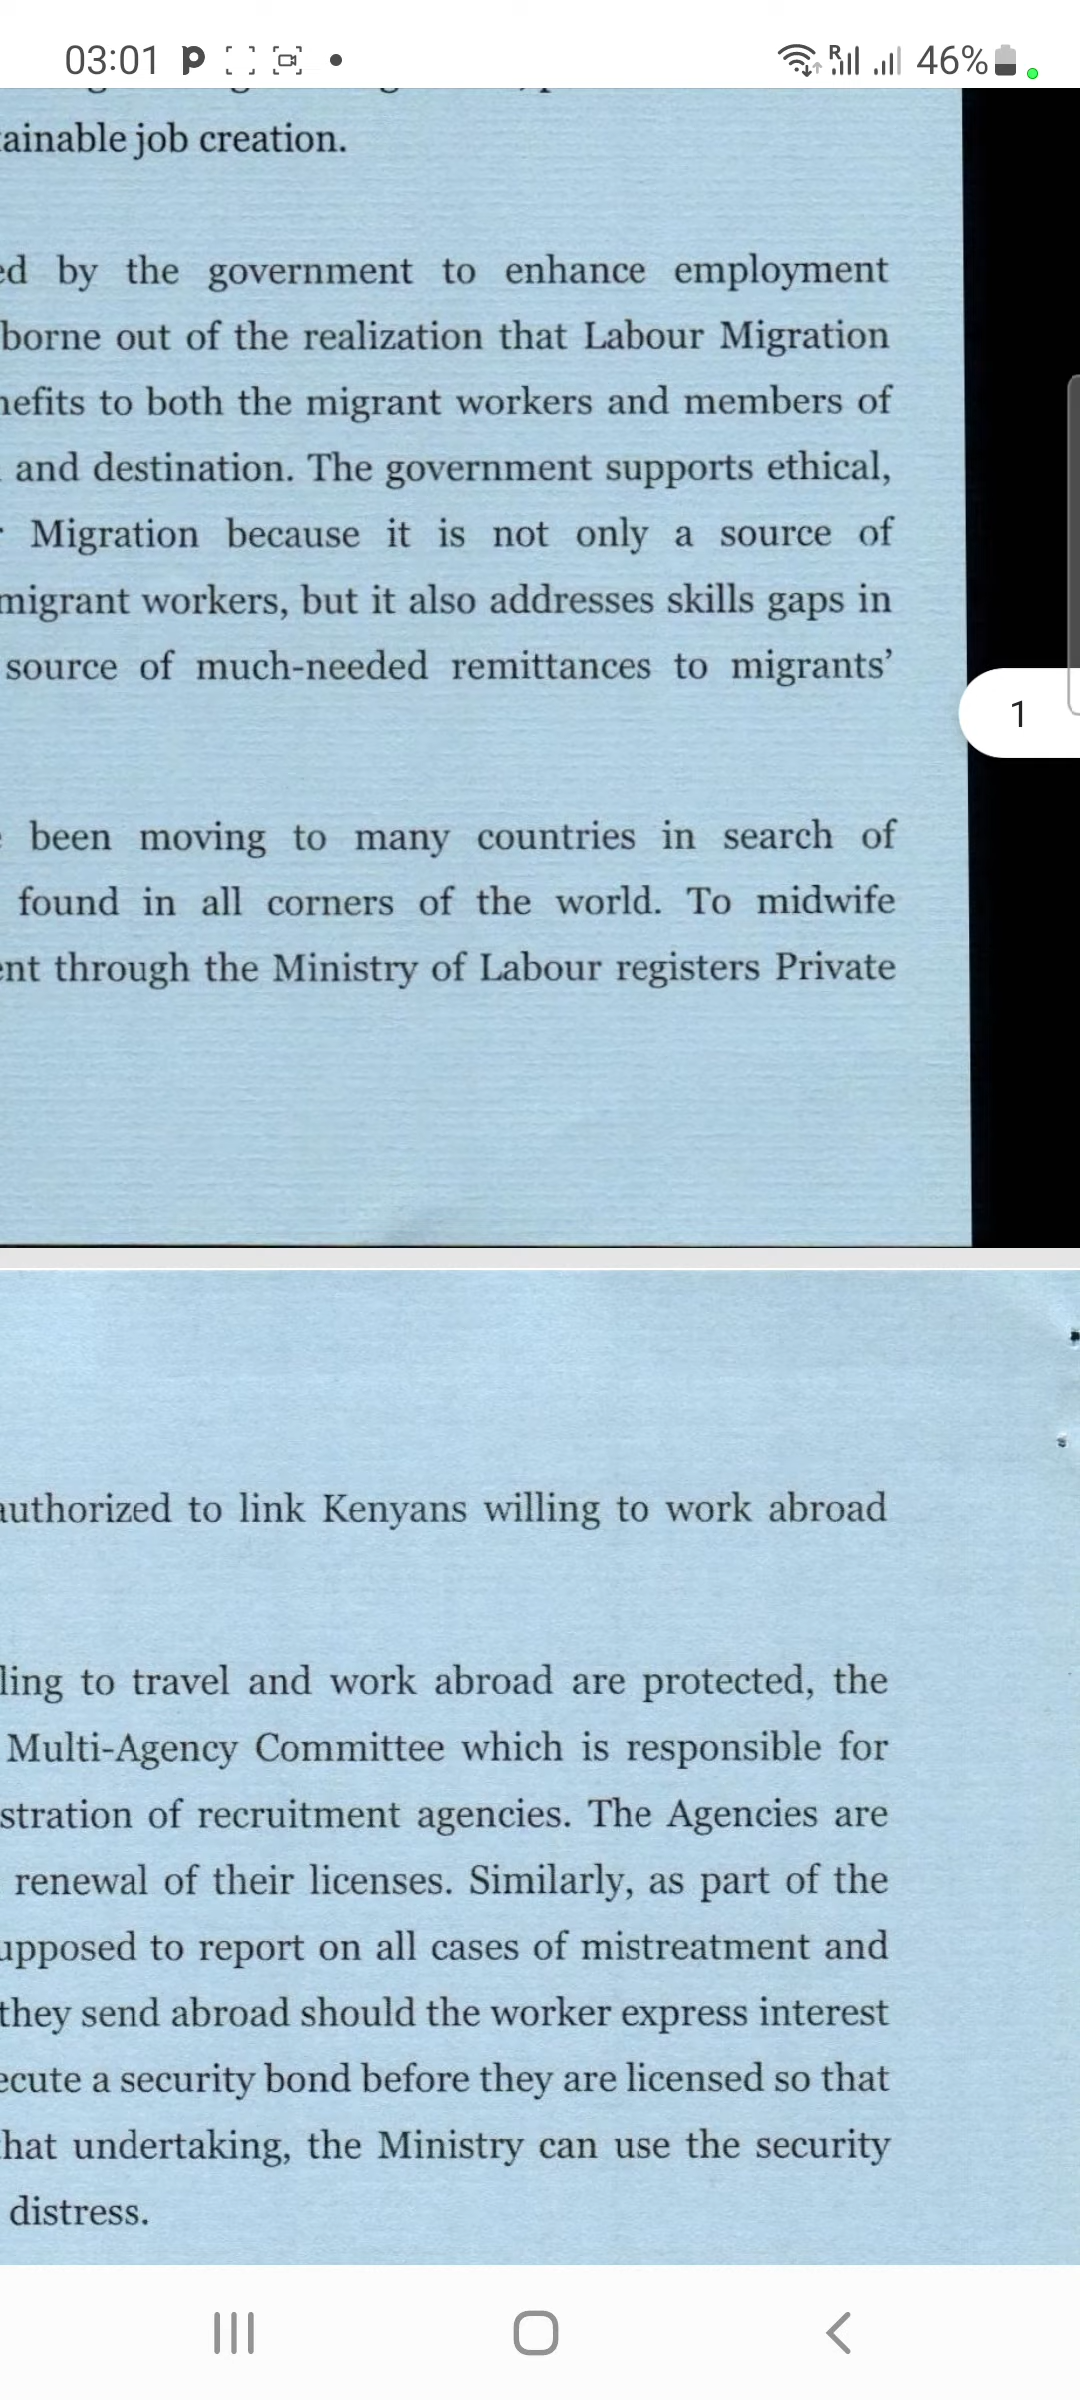 03:01 46%
tainable job creation.
ed by the government to enhance employment
borne out of the realization that Labour Migration
nefits to both the migrant workers and members of
and destination. The government supports ethical,
Migration because it is not only a source of
migrant workers, but it also addresses skills gaps in
source of much-needed remittances to migrants’
1
been moving to many countries in search of
found in all corners of the world. To midwife
ent through the Ministry of Labour registers Private
authorized to link Kenyans willing to work abroad
ling to travel and work abroad are protected, the
Multi-Agency Committee which is responsible for
stration of recruitment agencies. The Agencies are
renewal of their licenses. Similarly, as part of the
upposed to report on all cases of mistreatment and
they send abroad should the worker express interest
ecute a security bond before they are licensed so that
hat undertaking, the Ministry can use the security
distress.